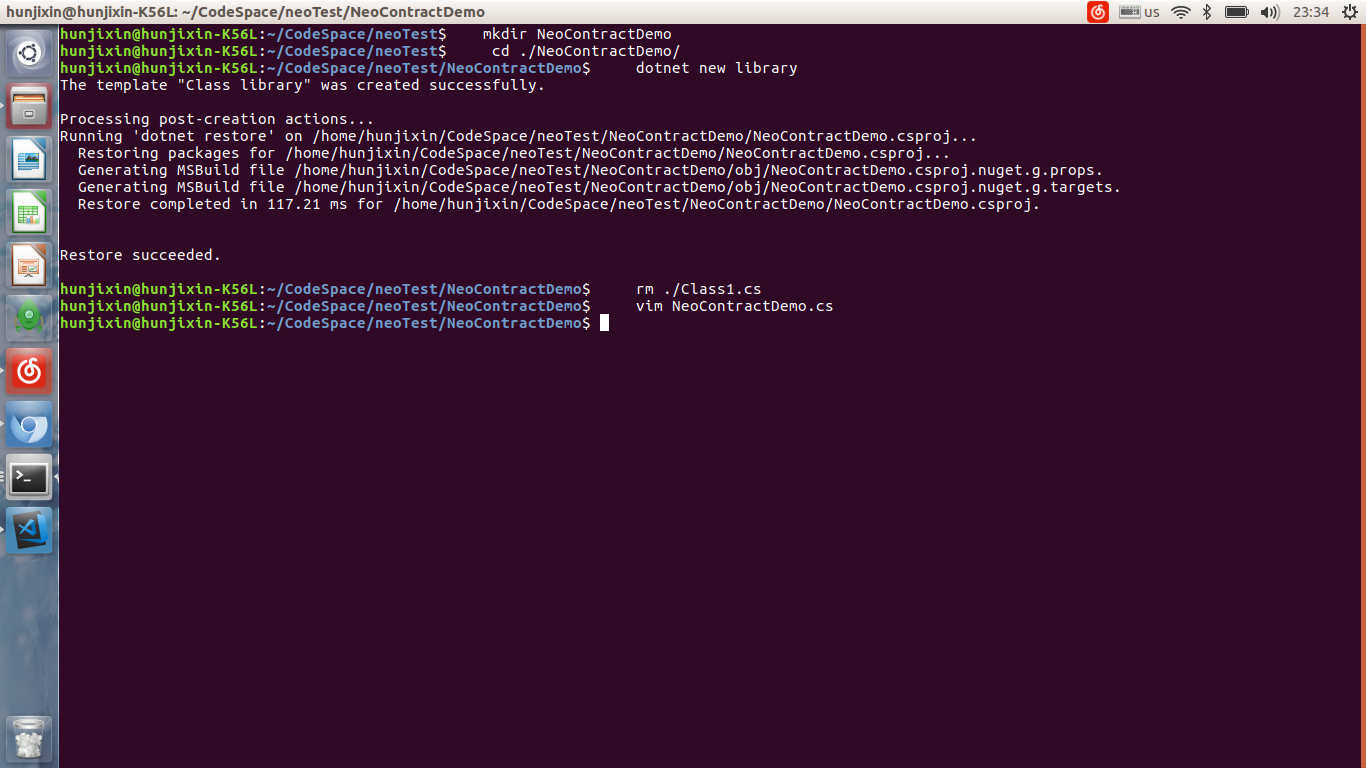 hunjixin@hunjixin-K56L: ~/CodeSpace/neoTest/NeoContractDemo
us
23:34
hunjixin@hunjixin-K56L:~/CodeSpace/neoTest$    mkdir NeoContractDemo
hunjixin@hunjixin-K56L:~/CodeSpace/neoTest$     cd ./NeoContractDemo/
hunjixin@hunjixin-K56L:~/CodeSpace/neoTest/NeoContractDemo$     dotnet new library
The template "Class library" was created successfully.
Processing post-creation actions...
Running 'dotnet restore' on /home/hunjixin/CodeSpace/neoTest/NeoContractDemo/NeoContractDemo.csproj...
  Restoring packages for /home/hunjixin/CodeSpace/neoTest/NeoContractDemo/NeoContractDemo.csproj...
  Generating MSBuild file /home/hunjixin/CodeSpace/neoTest/NeoContractDemo/obj/NeoContractDemo.csproj.nuget.g.props.
  Generating MSBuild file /home/hunjixin/CodeSpace/neoTest/NeoContractDemo/obj/NeoContractDemo.csproj.nuget.g.targets.
  Restore completed in 117.21 ms for /home/hunjixin/CodeSpace/neoTest/NeoContractDemo/NeoContractDemo.csproj.
Restore succeeded.
hunjixin@hunjixin-K56L:~/CodeSpace/neoTest/NeoContractDemo$     rm ./Class1.cs
hunjixin@hunjixin-K56L:~/CodeSpace/neoTest/NeoContractDemo$     vim NeoContractDemo.cs
hunjixin@hunjixin-K56L:~/CodeSpace/neoTest/NeoContractDemo$